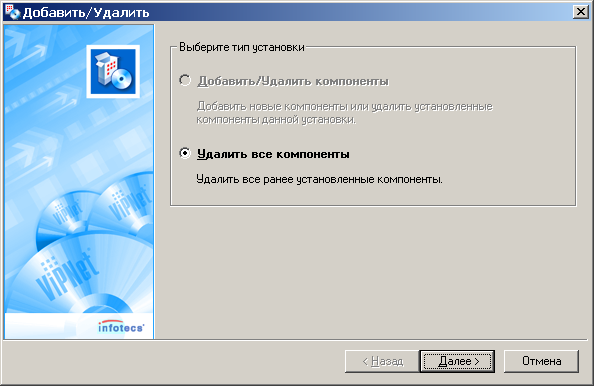 Добавить/Удалить
Выберите тип установки
Добавить/Удалить компоненты
Добавить новые компоненты или удалить установленные
компоненты данной установки.
Удалить все компоненты
Удалить все ранее установленные компоненты.
ViPNet
ViPNet
ViPNet
infotecs
< Назад
Далее >
Отмена